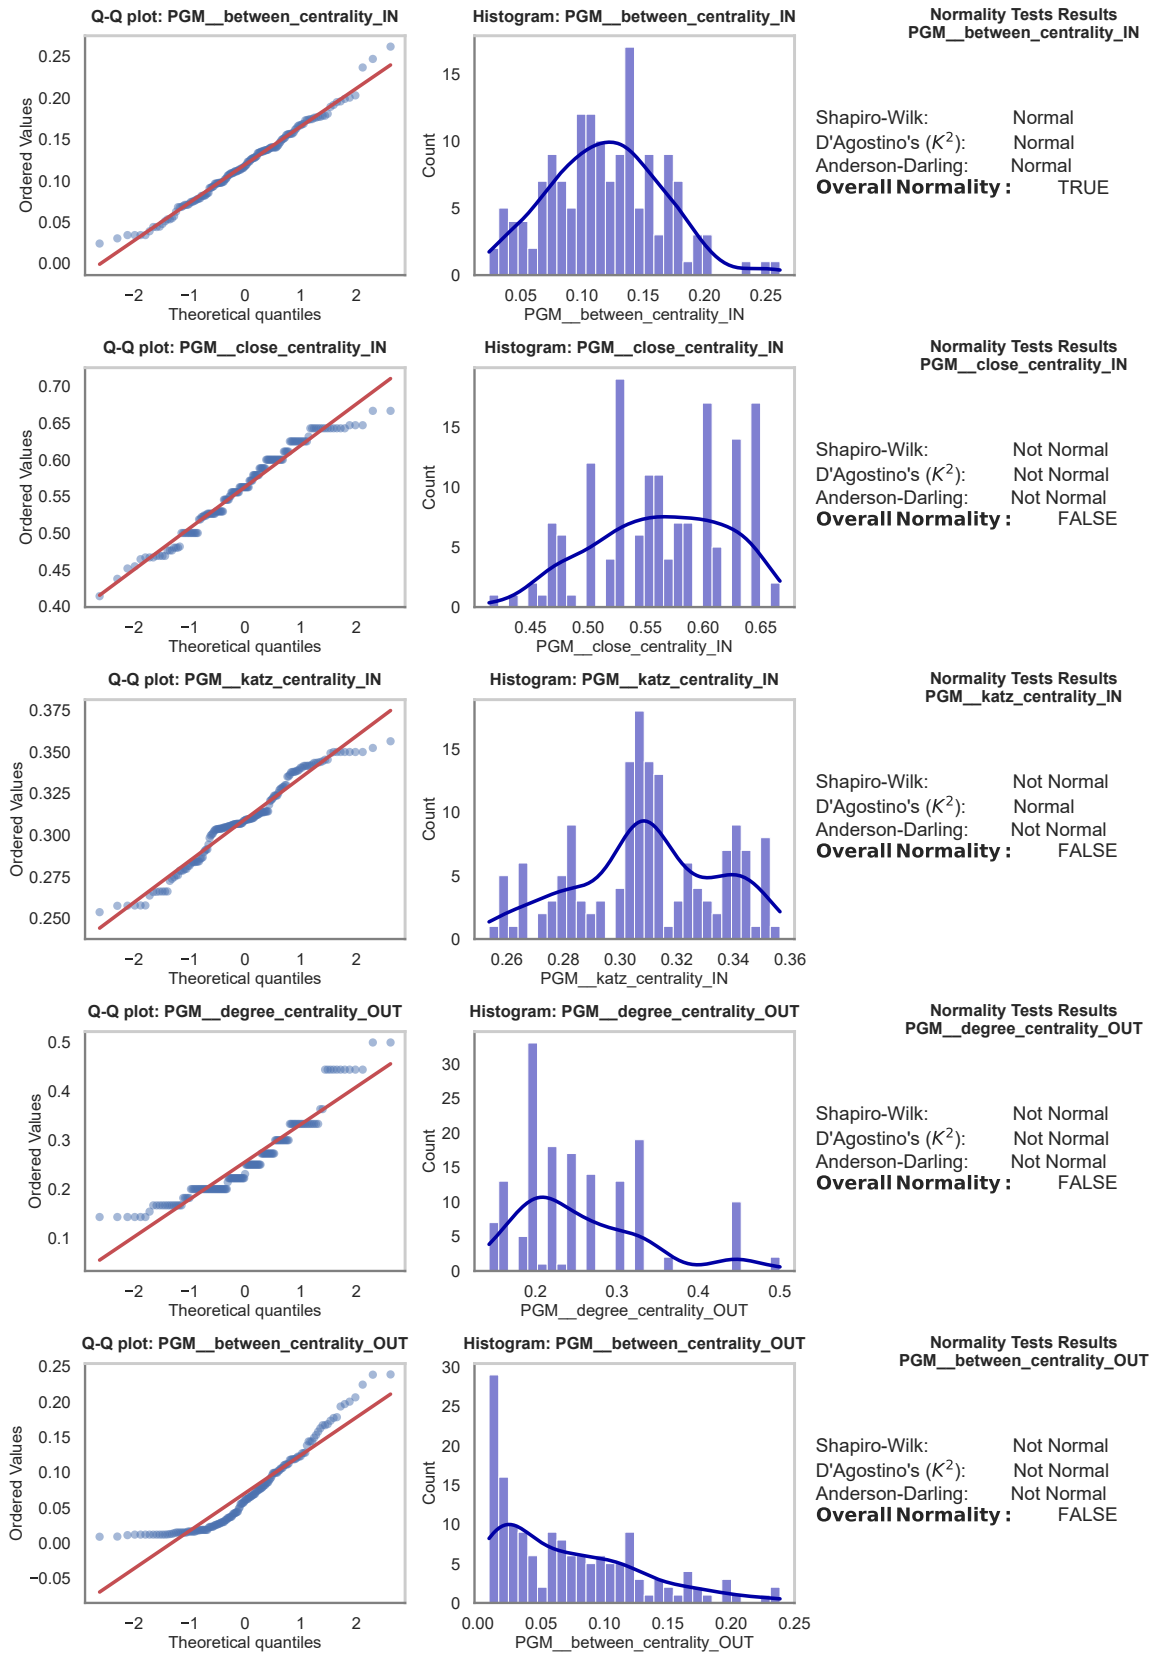 Q-Q plot: PGM__between_centrality_IN
0.25
0.20
0.15
0.10
0.05
0.00
Ordered Values
−2 −1 0 1 2
Theoretical quantiles
Histogram: PGM__between_centrality_IN
15
10
5
0
Count
0.05 0.10 0.15 0.20 0.25
PGM__between_centrality_IN
Normality Tests Results
PGM__between_centrality_IN
Shapiro-Wilk: Normal
D'Agostino's (K²): Normal
Anderson-Darling: Normal
Overall Normality: TRUE
Q-Q plot: PGM__close_centrality_IN
0.70
0.65
0.60
0.55
0.50
0.45
0.40
Ordered Values
−2 −1 0 1 2
Theoretical quantiles
Histogram: PGM__close_centrality_IN
15
10
5
0
Count
0.45 0.50 0.55 0.60 0.65
PGM__close_centrality_IN
Normality Tests Results
PGM__close_centrality_IN
Shapiro-Wilk: Not Normal
D'Agostino's (K²): Not Normal
Anderson-Darling: Not Normal
Overall Normality: FALSE
Q-Q plot: PGM__katz_centrality_IN
0.375
0.350
0.325
0.300
0.275
0.250
Ordered Values
−2 −1 0 1 2
Theoretical quantiles
Histogram: PGM__katz_centrality_IN
15
10
5
0
Count
0.26 0.28 0.30 0.32 0.34 0.36
PGM__katz_centrality_IN
Normality Tests Results
PGM__katz_centrality_IN
Shapiro-Wilk: Not Normal
D'Agostino's (K²): Normal
Anderson-Darling: Not Normal
Overall Normality: FALSE
Q-Q plot: PGM__degree_centrality_OUT
0.5
0.4
0.3
0.2
0.1
Ordered Values
−2 −1 0 1 2
Theoretical quantiles
Histogram: PGM__degree_centrality_OUT
30
25
20
15
10
5
0
Count
0.2 0.3 0.4 0.5
PGM__degree_centrality_OUT
Normality Tests Results
PGM__degree_centrality_OUT
Shapiro-Wilk: Not Normal
D'Agostino's (K²): Not Normal
Anderson-Darling: Not Normal
Overall Normality: FALSE
Q-Q plot: PGM__between_centrality_OUT
0.25
0.20
0.15
0.10
0.05
0.00
−0.05
Ordered Values
−2 −1 0 1 2
Theoretical quantiles
Histogram: PGM__between_centrality_OUT
30
25
20
15
10
5
0
Count
0.00 0.05 0.10 0.15 0.20 0.25
PGM__between_centrality_OUT
Normality Tests Results
PGM__between_centrality_OUT
Shapiro-Wilk: Not Normal
D'Agostino's (K²): Not Normal
Anderson-Darling: Not Normal
Overall Normality: FALSE